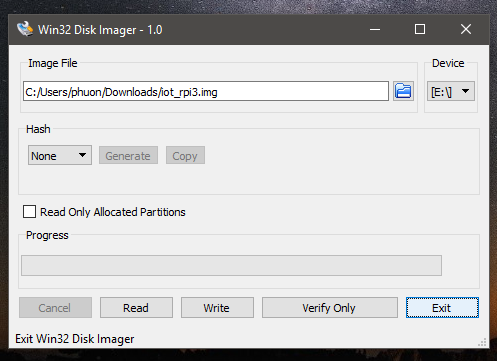 Win32 Disk Imager - 1.0
Image File
Device
C:/Users/phuon/Downloads/iot_rpi3.img
[E:\]
Hash
None
Generate
Copy
Read Only Allocated Partitions
Progress
Cancel
Read
Write
Verify Only
Exit
Exit Win32 Disk Imager